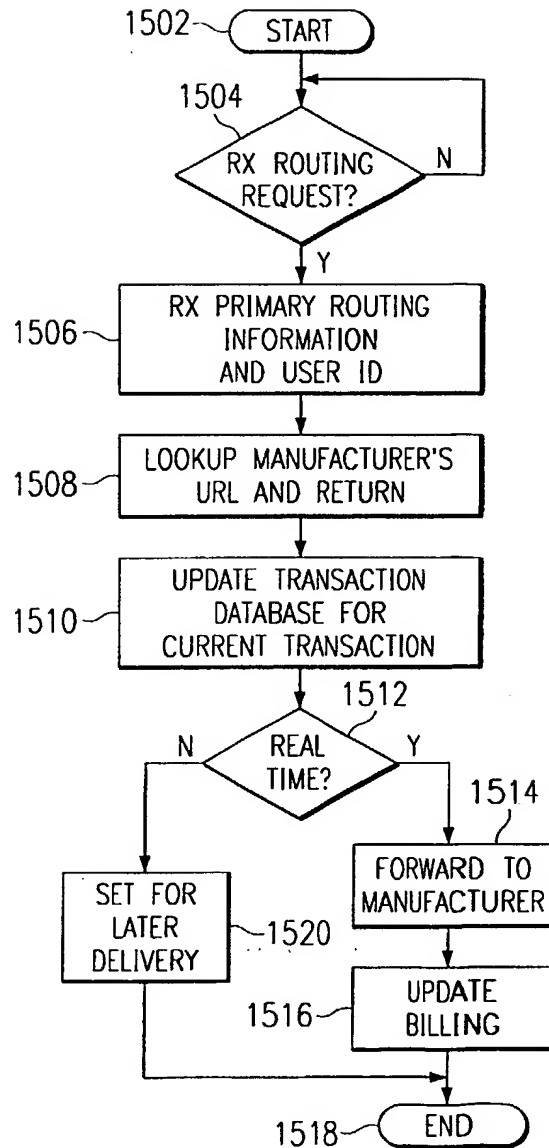 1502
START
1504
RX ROUTING
REQUEST?
N
Y
1506
RX PRIMARY ROUTING
INFORMATION
AND USER ID
1508
LOOKUP MANUFACTURER'S
URL AND RETURN
1510
UPDATE TRANSACTION
DATABASE FOR
CURRENT TRANSACTION
1512
N
REAL
TIME?
Y
1514
FORWARD TO
MANUFACTURER
SET FOR
LATER
DELIVERY
1520
1516
UPDATE
BILLING
1518
END